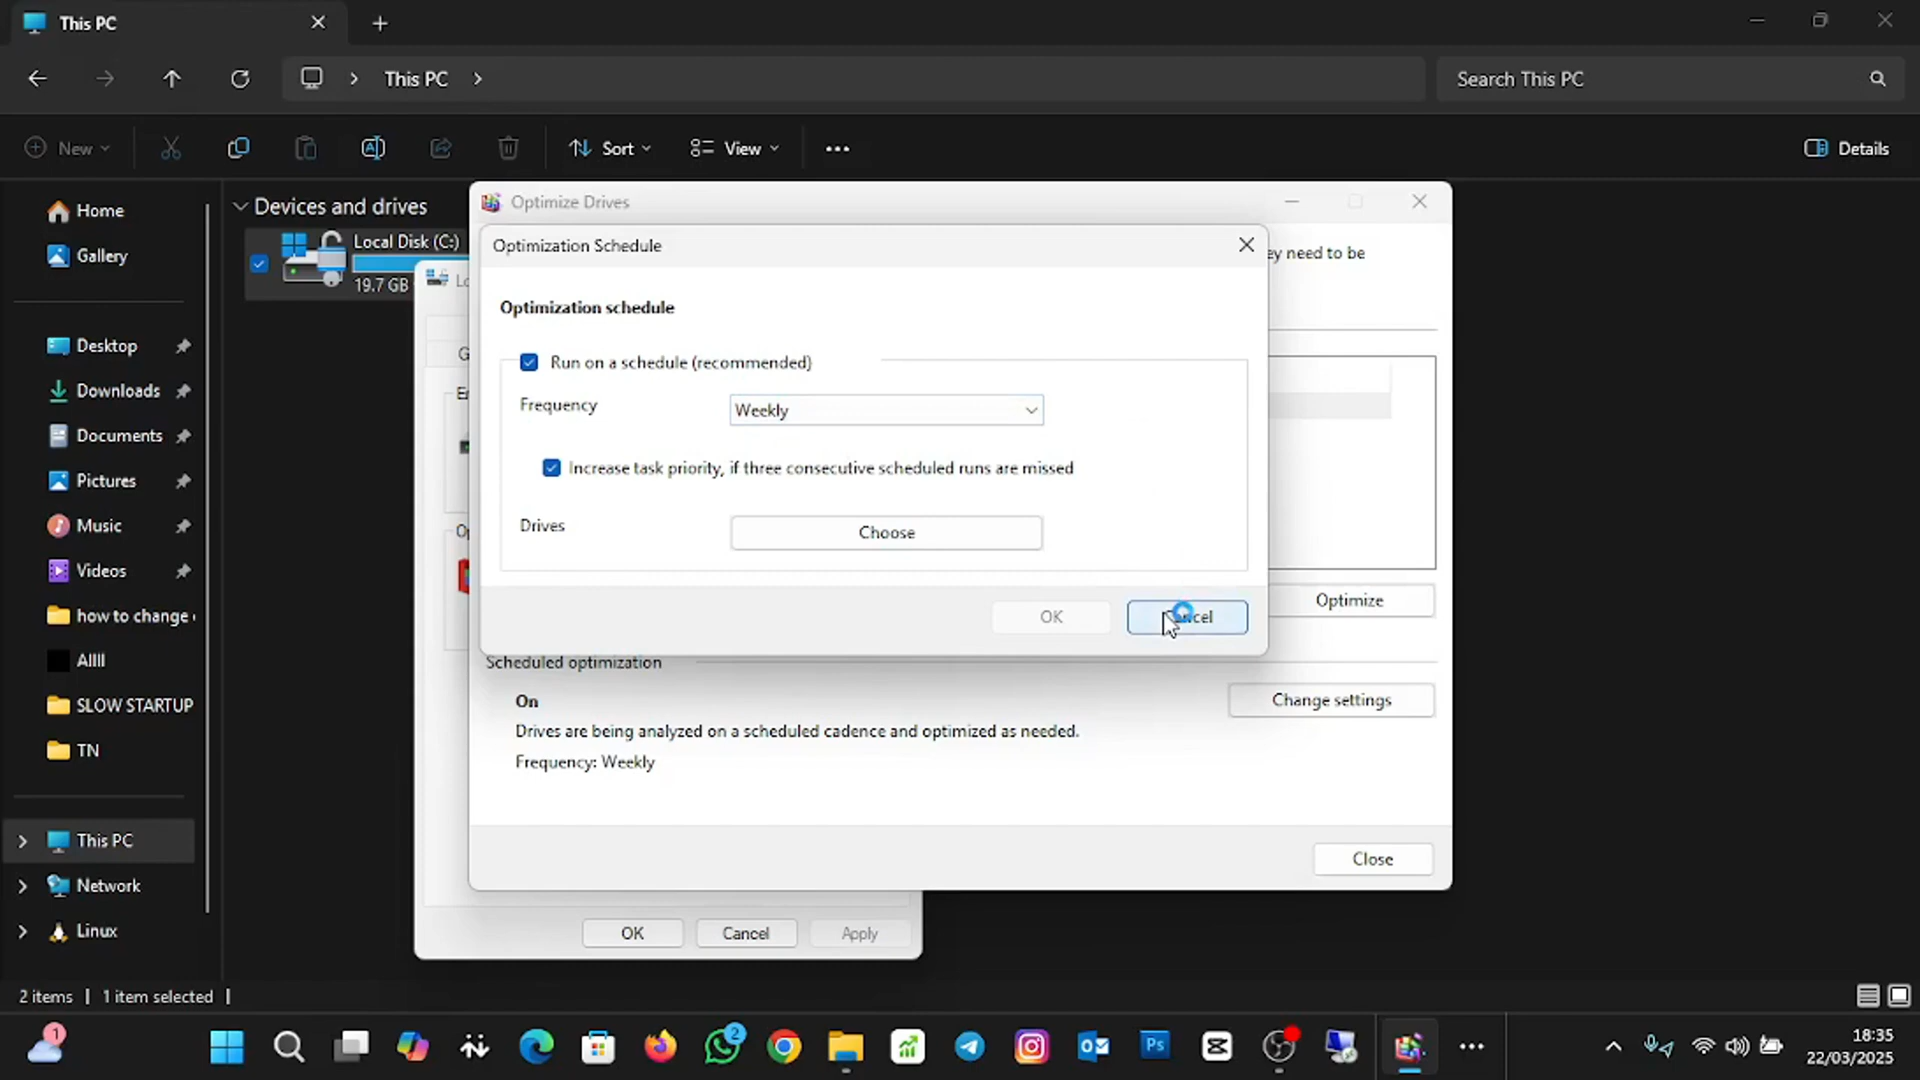 This PC
This PC
Search This PC
New
Sort
View
Details
Home
Gallery
Desktop
Downloads
Documents
Pictures
Music
Videos
how to change
Allll
SLOW STARTUP
TN
This PC
Network
Linux
Devices and drives
Local Disk (C:)
19.7 GB
Optimize Drives
ey need to be
Optimization Schedule
Optimization schedule
Run on a schedule (recommended)
Frequency
Weekly
Increase task priority, if three consecutive scheduled runs are missed
Drives
Choose
OK
Cancel
Optimize
Scheduled optimization
On
Change settings
Drives are being analyzed on a scheduled cadence and optimized as needed.
Frequency: Weekly
Close
OK
Cancel
Apply
2 items
1 item selected
1
2
Ps
18:35
22/03/2025